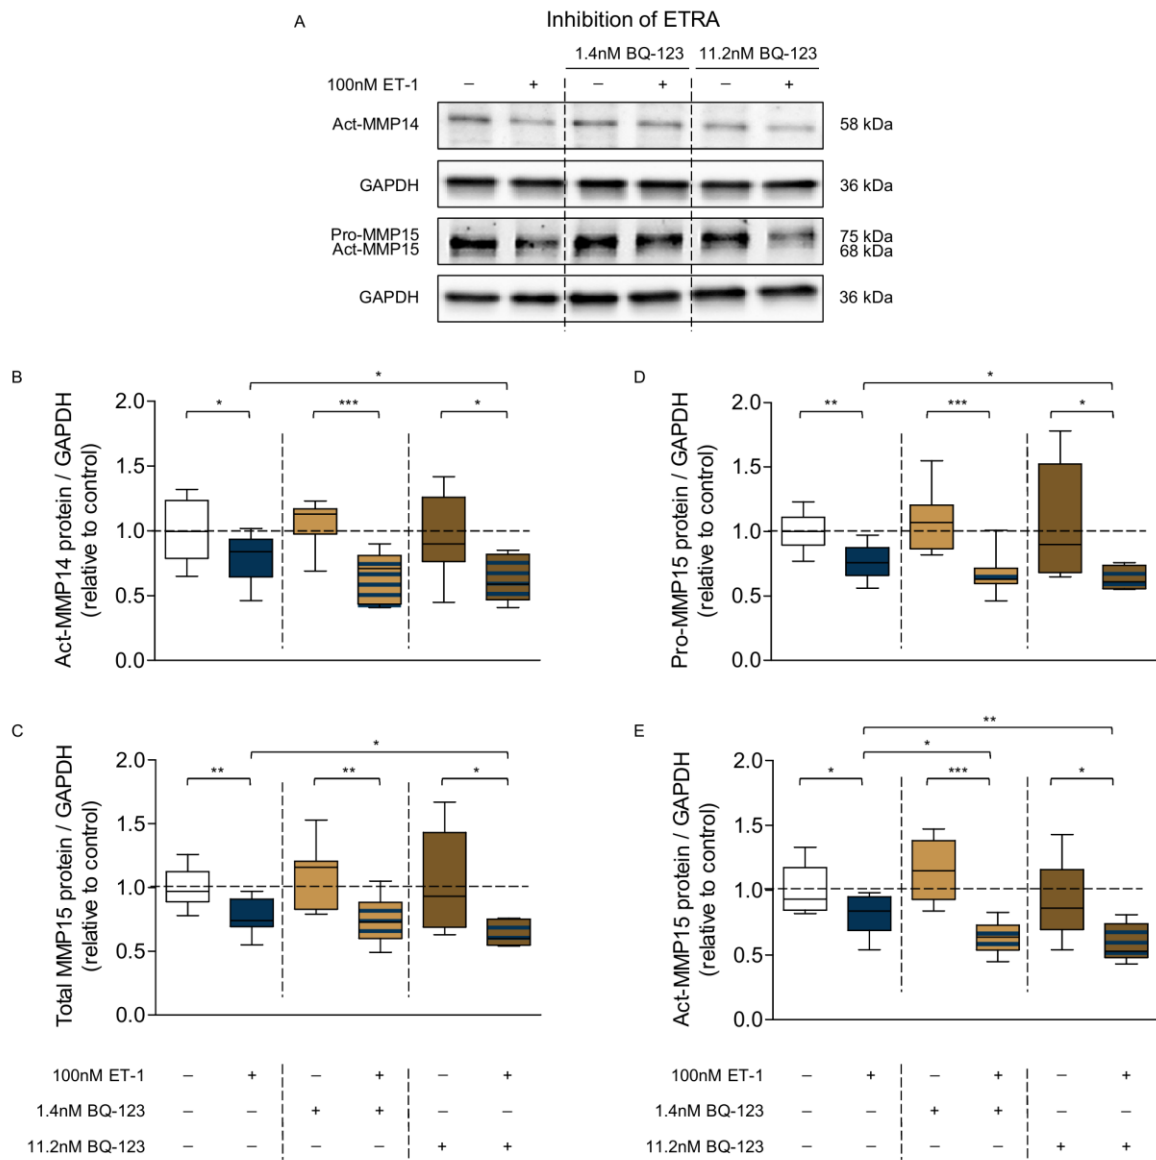 A
Inhibition of ETRA
1.4nM BQ-123 11.2nM BQ-123
100nM ET-1 – + – + – +
Act-MMP14 58 kDa
GAPDH 36 kDa
Pro-MMP15 75 kDa
Act-MMP15 68 kDa
GAPDH 36 kDa
B
Act-MMP14 protein / GAPDH
(relative to control)
2.0
1.5
1.0
0.5
0.0
* *** * *
D
Pro-MMP15 protein / GAPDH
(relative to control)
2.0
1.5
1.0
0.5
0.0
** *** * *
C
Total MMP15 protein / GAPDH
(relative to control)
2.0
1.5
1.0
0.5
0.0
** ** * *
E
Act-MMP15 protein / GAPDH
(relative to control)
2.0
1.5
1.0
0.5
0.0
* *** * * **
100nM ET-1 – + – + – +
1.4nM BQ-123 – – + + – –
11.2nM BQ-123 – – – – + +
100nM ET-1 – + – + – +
1.4nM BQ-123 – – + + – –
11.2nM BQ-123 – – – – + +